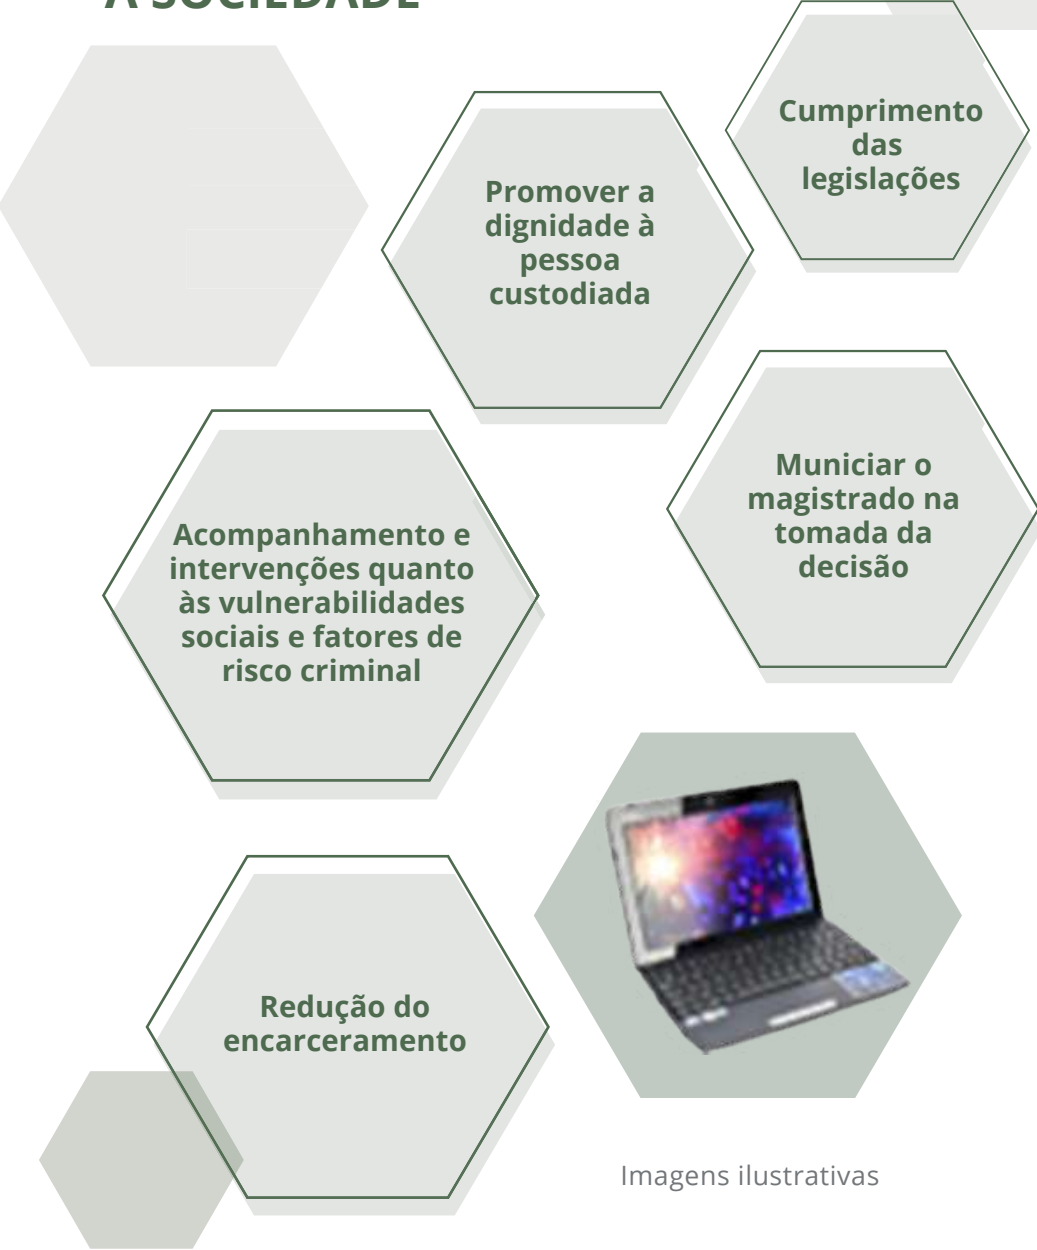 A SOCIEDADE
Cumprimento
das
legislações
Promover a
dignidade à
pessoa
custodiada
Municiar o
magistrado na
tomada da
decisão
Acompanhamento e
intervenções quanto
às vulnerabilidades
sociais e fatores de
risco criminal
Redução do
encarceramento
Imagens ilustrativas